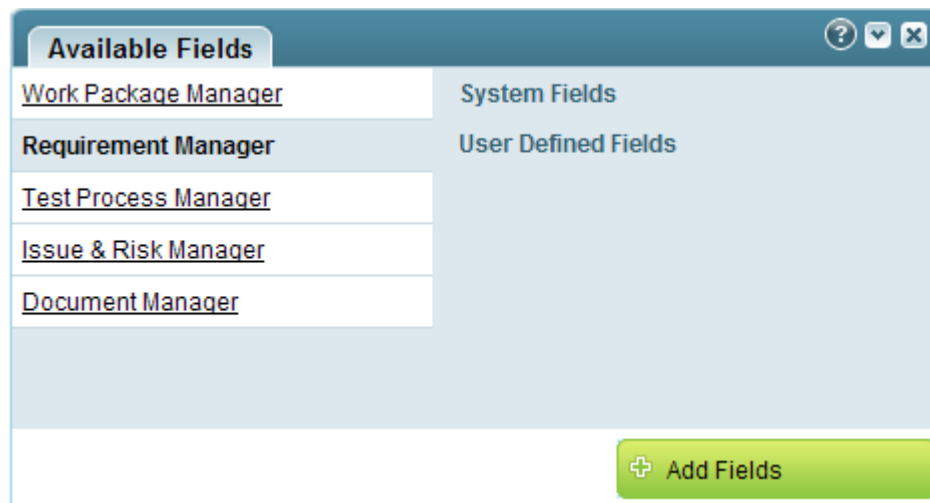 Available Fields
Work Package Manager
Requirement Manager
Test Process Manager
Issue & Risk Manager
Document Manager
System Fields
User Defined Fields
Add Fields